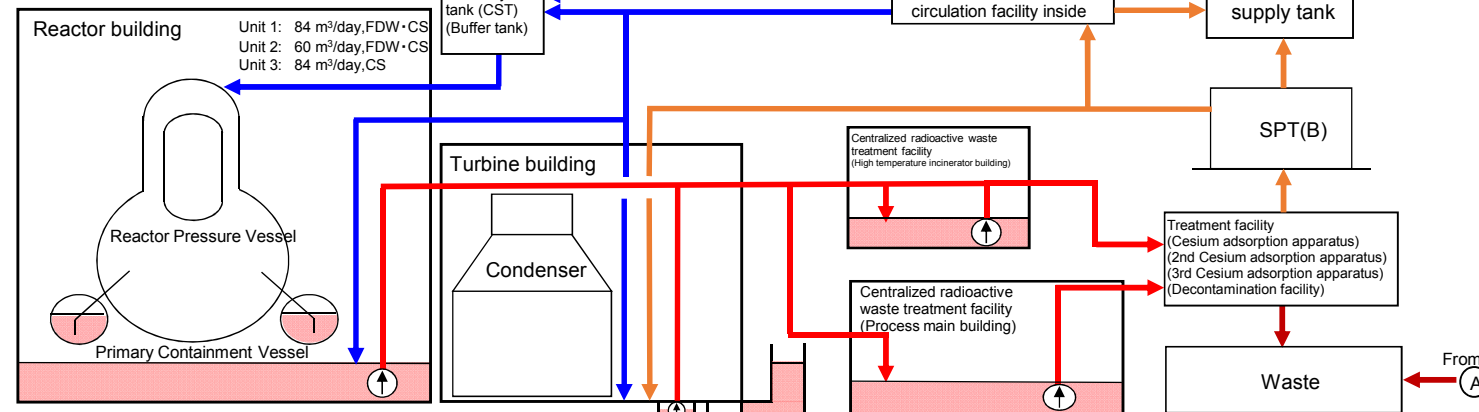 tank (CST)
(Buffer tank)
circulation facility inside
supply tank
Reactor building
Unit 1: 84 m³/day,FDW･CS
Unit 2: 60 m³/day,FDW･CS
Unit 3: 84 m³/day,CS
SPT(B)
Centralized radioactive waste
treatment facility
(High temperature incinerator building)
Turbine building
Reactor Pressure Vessel
Condenser
Treatment facility
(Cesium adsorption apparatus)
(2nd Cesium adsorption apparatus)
(3rd Cesium adsorption apparatus)
(Decontamination facility)
Centralized radioactive
waste treatment facility
(Process main building)
Primary Containment Vessel
Waste
From
A